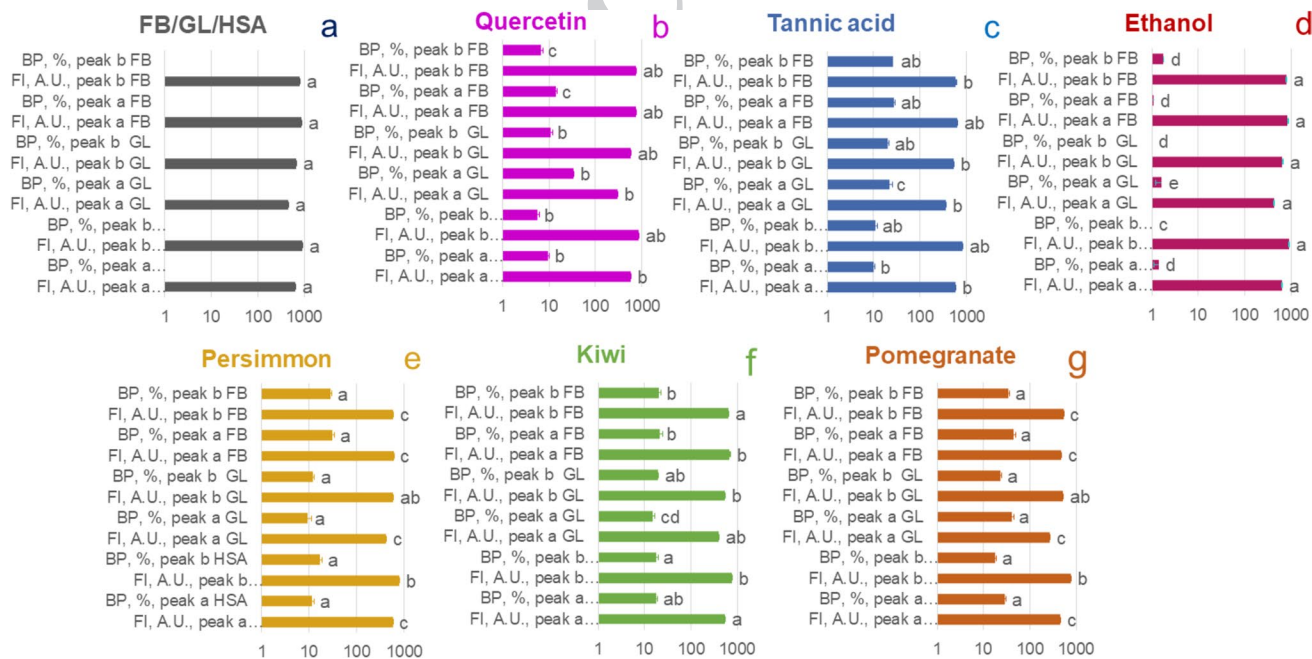 FB/GL/HSA a
BP, %, peak b FB
FI, A.U., peak b FB a
BP, %, peak a FB
FI, A.U., peak a FB a
BP, %, peak b GL
FI, A.U., peak b GL a
BP, %, peak a GL
FI, A.U., peak a GL a
BP, %, peak b...
FI, A.U., peak b... a
BP, %, peak a...
FI, A.U., peak a... a
1 10 100 1000
Quercetin b
BP, %, peak b FB c
FI, A.U., peak b FB ab
BP, %, peak a FB c
FI, A.U., peak a FB ab
BP, %, peak b GL b
FI, A.U., peak b GL ab
BP, %, peak a GL b
FI, A.U., peak a GL b
BP, %, peak b... b
FI, A.U., peak b... ab
BP, %, peak a... b
FI, A.U., peak a... b
1 10 100 1000
Tannic acid c
BP, %, peak b FB ab
FI, A.U., peak b FB b
BP, %, peak a FB ab
FI, A.U., peak a FB ab
BP, %, peak b GL ab
FI, A.U., peak b GL b
BP, %, peak a GL c
FI, A.U., peak a GL b
BP, %, peak b... ab
FI, A.U., peak b... ab
BP, %, peak a... b
FI, A.U., peak a... b
1 10 100 1000
Ethanol d
BP, %, peak b FB d
FI, A.U., peak b FB a
BP, %, peak a FB d
FI, A.U., peak a FB a
BP, %, peak b GL d
FI, A.U., peak b GL a
BP, %, peak a GL e
FI, A.U., peak a GL a
BP, %, peak b... c
FI, A.U., peak b... a
BP, %, peak a... d
FI, A.U., peak a... a
1 10 100 1000
Persimmon e
BP, %, peak b FB a
FI, A.U., peak b FB c
BP, %, peak a FB a
FI, A.U., peak a FB c
BP, %, peak b GL a
FI, A.U., peak b GL ab
BP, %, peak a GL a
FI, A.U., peak a GL c
BP, %, peak b HSA a
FI, A.U., peak b... b
BP, %, peak a HSA a
FI, A.U., peak a... c
1 10 100 1000
Kiwi f
BP, %, peak b FB b
FI, A.U., peak b FB a
BP, %, peak a FB b
FI, A.U., peak a FB b
BP, %, peak b GL ab
FI, A.U., peak b GL b
BP, %, peak a GL cd
FI, A.U., peak a GL ab
BP, %, peak b... a
FI, A.U., peak b... b
BP, %, peak a... ab
FI, A.U., peak a... a
1 10 100 1000
Pomegranate g
BP, %, peak b FB a
FI, A.U., peak b FB c
BP, %, peak a FB a
FI, A.U., peak a FB c
BP, %, peak b GL a
FI, A.U., peak b GL ab
BP, %, peak a GL a
FI, A.U., peak a GL c
BP, %, peak b... a
FI, A.U., peak b... b
BP, %, peak a... a
FI, A.U., peak a... c
1 10 100 1000